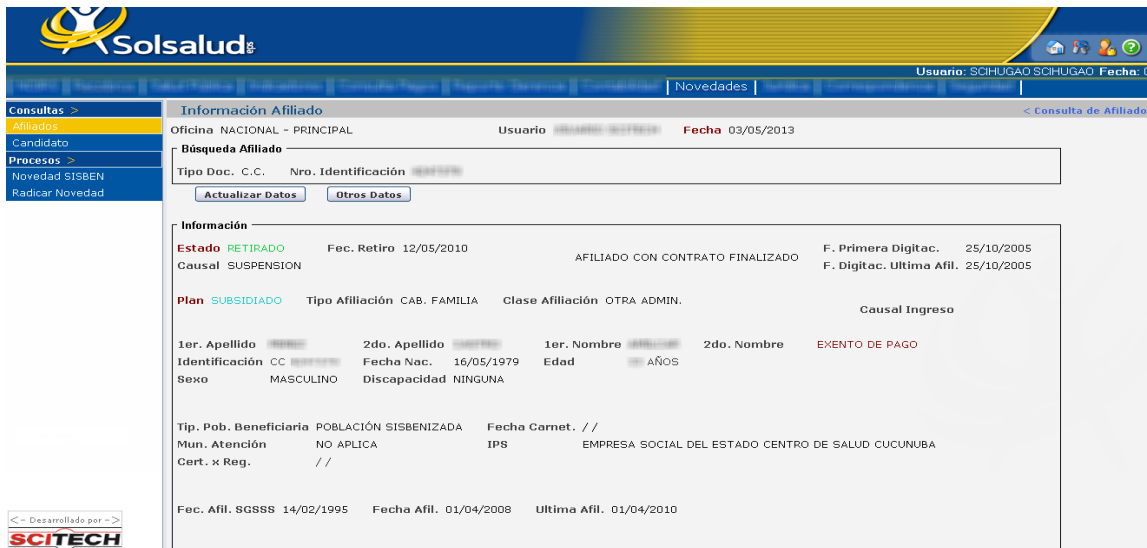 Solsalud eps
Usuario: SCIHUGAO SCIHUGAO Fecha:
Novedades
Consultas >
Afiliados
Candidato
Procesos >
Novedad SISBEN
Radicar Novedad
Información Afiliado < Consulta de Afiliado
Oficina NACIONAL - PRINCIPAL Usuario Fecha 03/05/2013
Búsqueda Afiliado
Tipo Doc. C.C. Nro. Identificación
Actualizar Datos Otros Datos
Información
Estado RETIRADO Fec. Retiro 12/05/2010 F. Primera Digitac. 25/10/2005
Causal SUSPENSION AFILIADO CON CONTRATO FINALIZADO F. Digitac. Ultima Afil. 25/10/2005
Plan SUBSIDIADO Tipo Afiliación CAB. FAMILIA Clase Afiliación OTRA ADMIN.
Causal Ingreso
1er. Apellido 2do. Apellido 1er. Nombre 2do. Nombre EXENTO DE PAGO
Identificación CC Fecha Nac. 16/05/1979 Edad AÑOS
Sexo MASCULINO Discapacidad NINGUNA
Tip. Pob. Beneficiaria POBLACIÓN SISBENIZADA Fecha Carnet. / /
Mun. Atención NO APLICA IPS EMPRESA SOCIAL DEL ESTADO CENTRO DE SALUD CUCUNUBA
Cert. x Reg. / /
Fec. Afil. SGSSS 14/02/1995 Fecha Afil. 01/04/2008 Ultima Afil. 01/04/2010
<- Desarrollado por ->
SCITECH